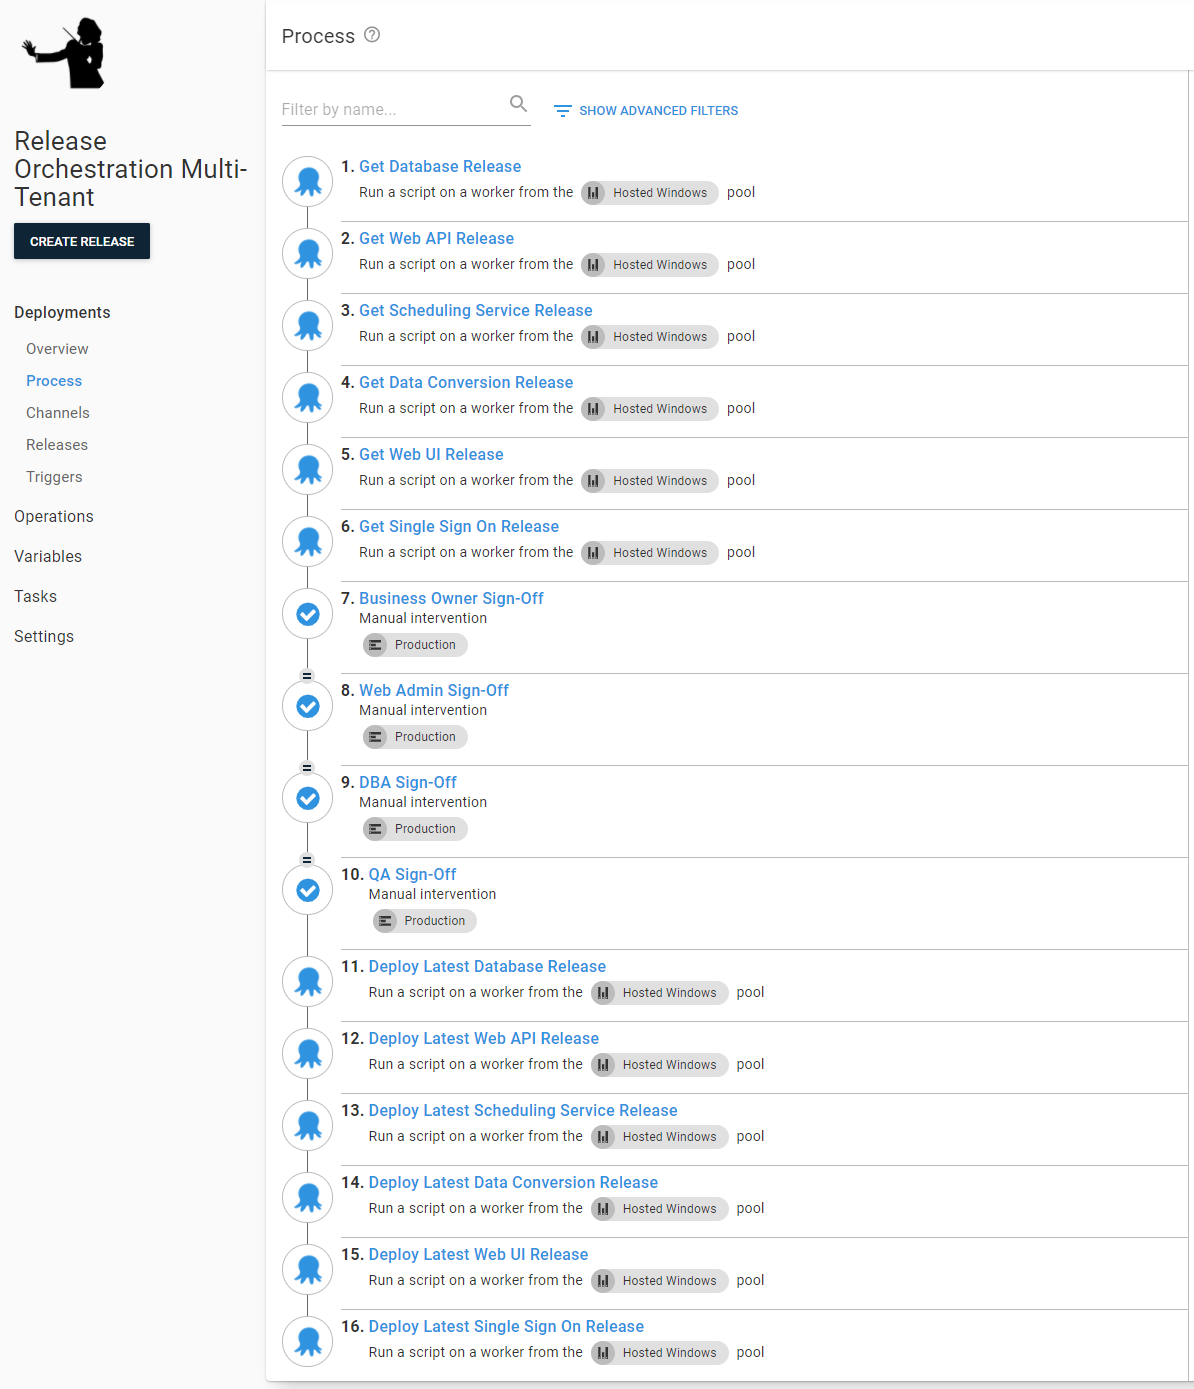 Release
Orchestration Multi-
Tenant
CREATE RELEASE
Deployments
Overview
Process
Channels
Releases
Triggers
Operations
Variables
Tasks
Settings
Process ?
Filter by name...
SHOW ADVANCED FILTERS
1. Get Database Release
Run a script on a worker from the Hosted Windows pool
2. Get Web API Release
Run a script on a worker from the Hosted Windows pool
3. Get Scheduling Service Release
Run a script on a worker from the Hosted Windows pool
4. Get Data Conversion Release
Run a script on a worker from the Hosted Windows pool
5. Get Web UI Release
Run a script on a worker from the Hosted Windows pool
6. Get Single Sign On Release
Run a script on a worker from the Hosted Windows pool
7. Business Owner Sign-Off
Manual intervention
Production
8. Web Admin Sign-Off
Manual intervention
Production
9. DBA Sign-Off
Manual intervention
Production
10. QA Sign-Off
Manual intervention
Production
11. Deploy Latest Database Release
Run a script on a worker from the Hosted Windows pool
12. Deploy Latest Web API Release
Run a script on a worker from the Hosted Windows pool
13. Deploy Latest Scheduling Service Release
Run a script on a worker from the Hosted Windows pool
14. Deploy Latest Data Conversion Release
Run a script on a worker from the Hosted Windows pool
15. Deploy Latest Web UI Release
Run a script on a worker from the Hosted Windows pool
16. Deploy Latest Single Sign On Release
Run a script on a worker from the Hosted Windows pool